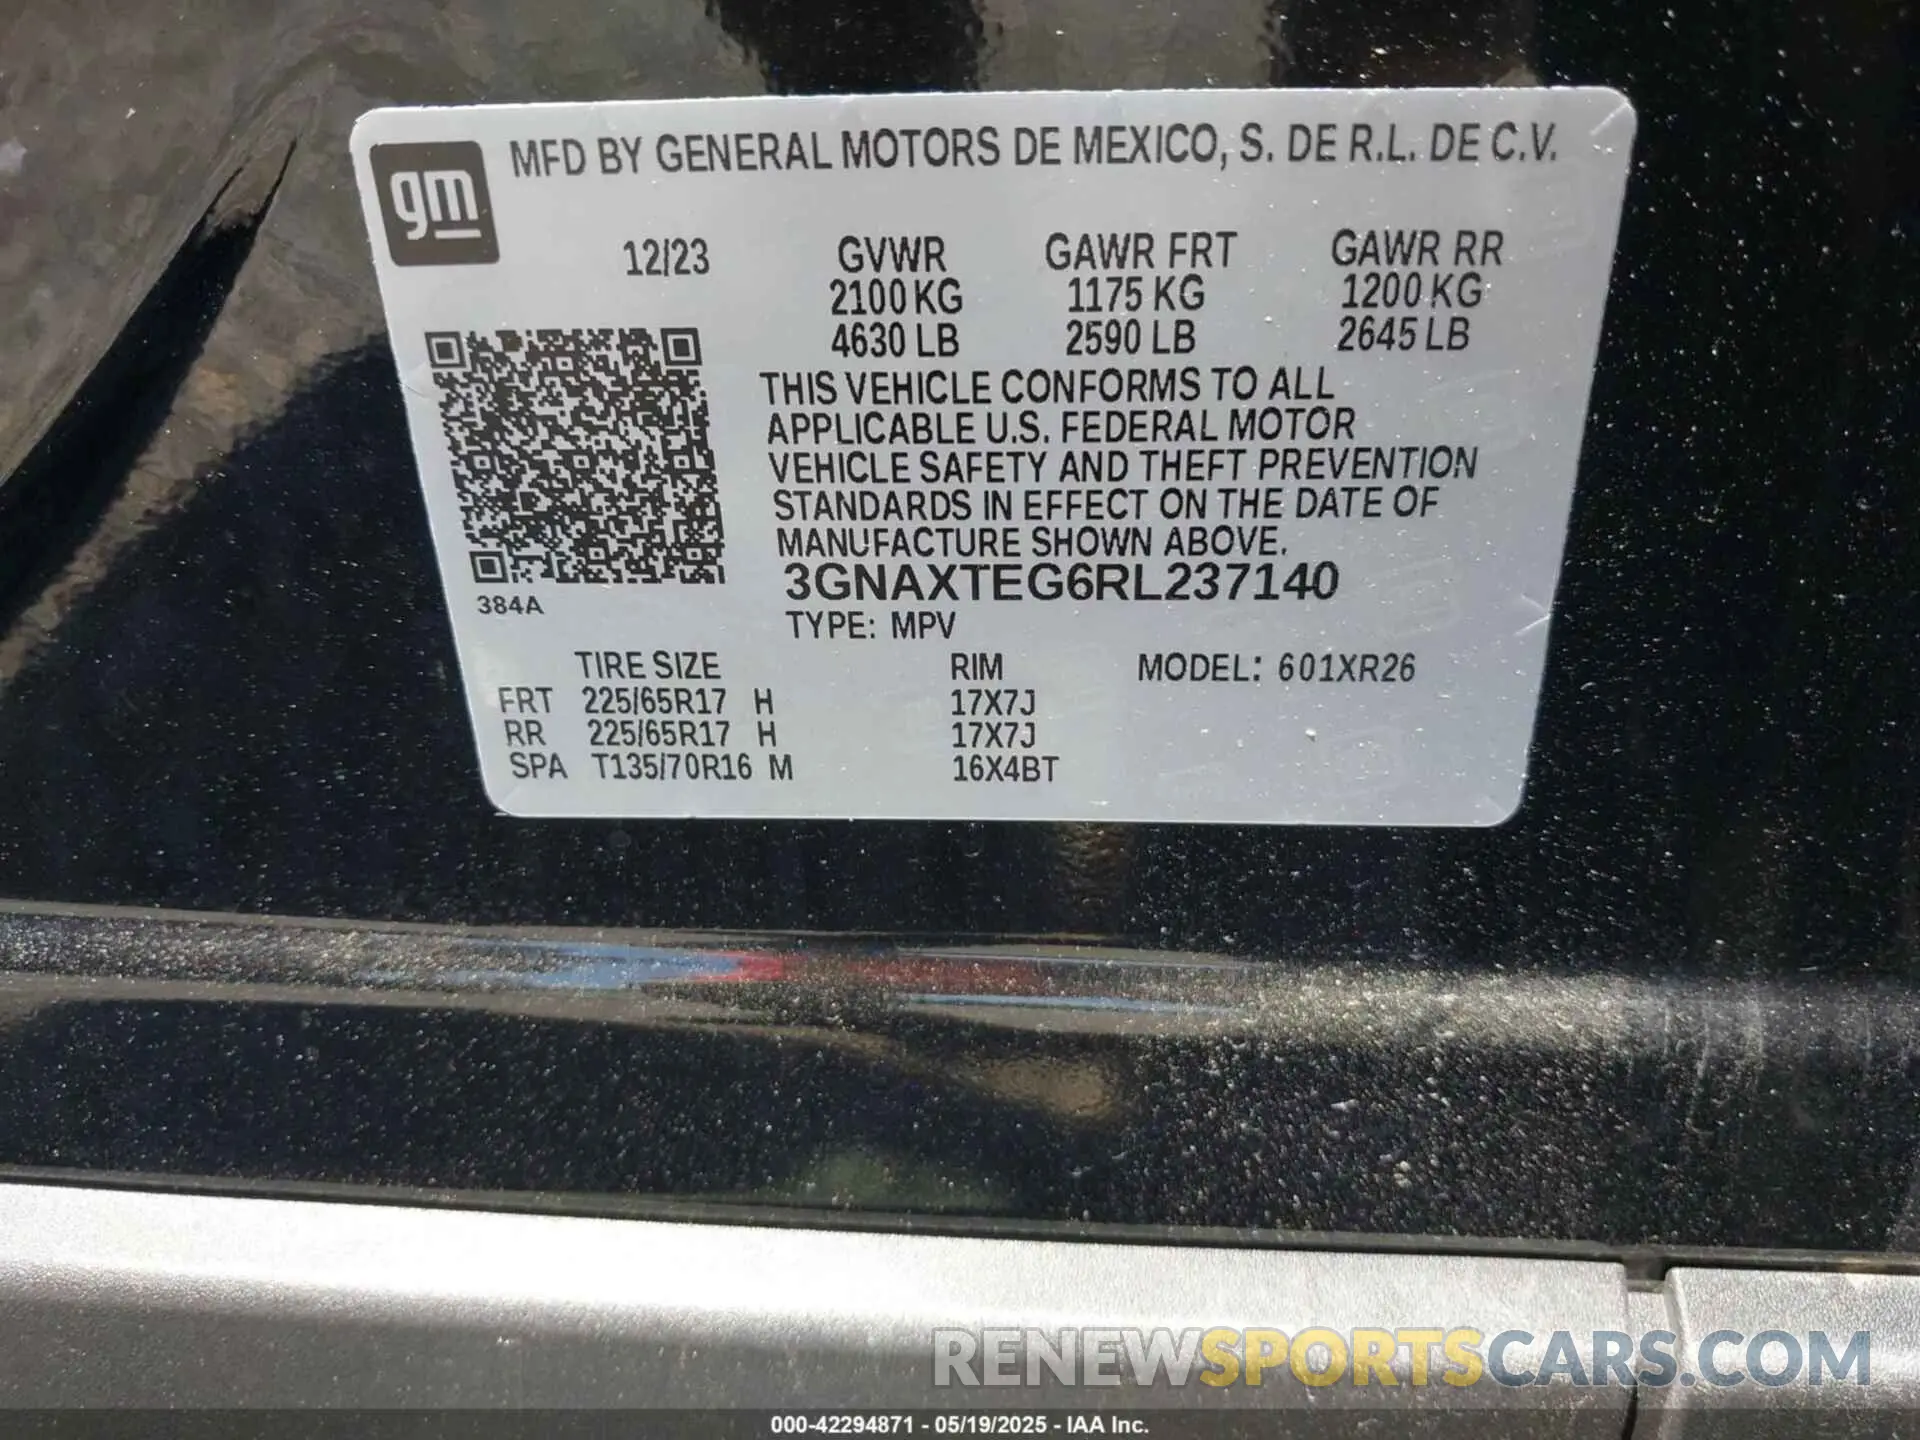 MFD BY GENERAL MOTORS DE MEXICO, S. DE R.L. DE C.V.
gm
12/23 GVWR GAWR FRT GAWR RR
2100 KG 1175 KG 1200 KG
4630 LB 2590 LB 2645 LB
THIS VEHICLE CONFORMS TO ALL
APPLICABLE U.S. FEDERAL MOTOR
VEHICLE SAFETY AND THEFT PREVENTION
STANDARDS IN EFFECT ON THE DATE OF
MANUFACTURE SHOWN ABOVE.
3GNAXTEG6RL237140
384A
TYPE: MPV
TIRE SIZE RIM MODEL: 601XR26
FRT 225/65R17 H 17X7J
RR 225/65R17 H 17X7J
SPA T135/70R16 M 16X4BT
RENEWSPORTSCARS.COM
000-42294871 - 05/19/2025 - IAA Inc.